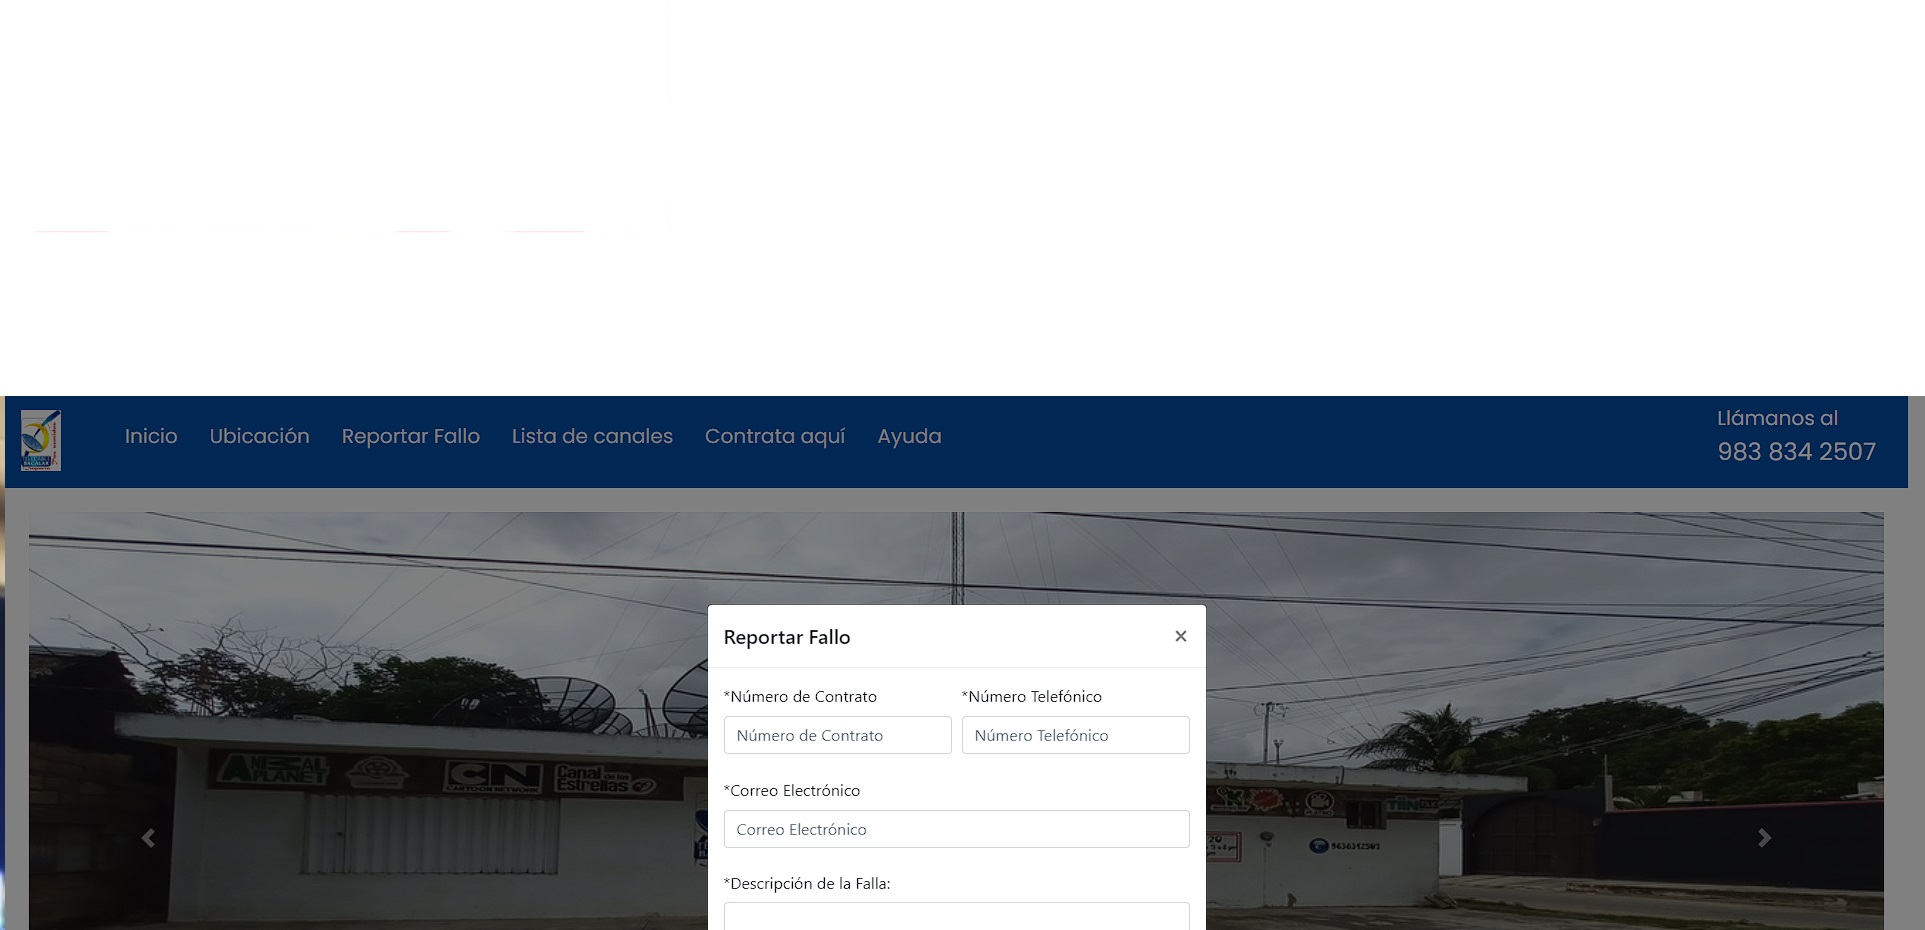 Inicio Ubicación Reportar Fallo Lista de canales Contrata aquí Ayuda
Llámanos al
983 834 2507
Reportar Fallo ×
*Número de Contrato *Número Telefónico
Número de Contrato Número Telefónico
*Correo Electrónico
Correo Electrónico
*Descripción de la Falla:
ANIMAL PLANET
CN
CARTOON NETWORK
Canal de las Estrellas
TiiN
9838342507